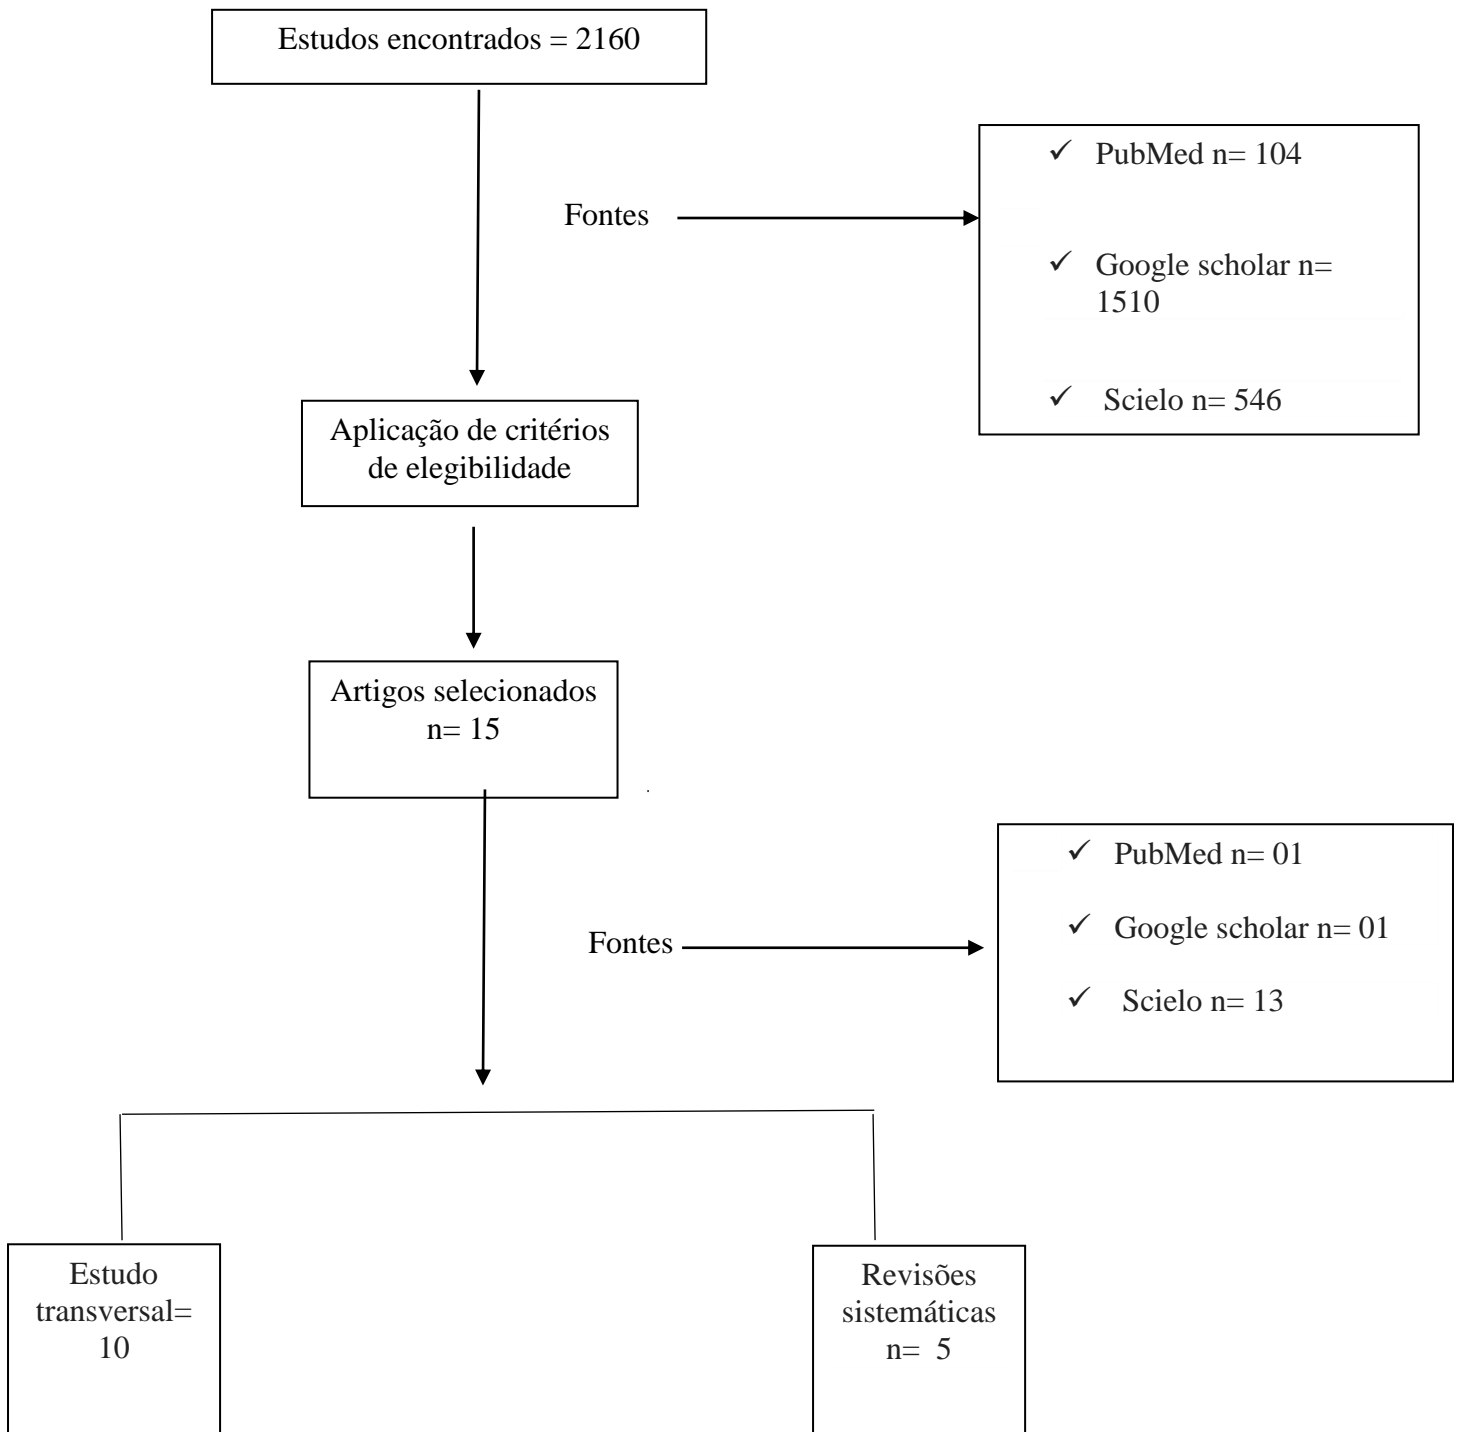 Estudos encontrados = 2160
Fontes
✓ PubMed n= 104
✓ Google scholar n=
1510
✓ Scielo n= 546
Aplicação de critérios
de elegibilidade
Artigos selecionados
n= 15
Fontes
✓ PubMed n= 01
✓ Google scholar n= 01
✓ Scielo n= 13
Estudo
transversal=
10
Revisões
sistemáticas
n= 5